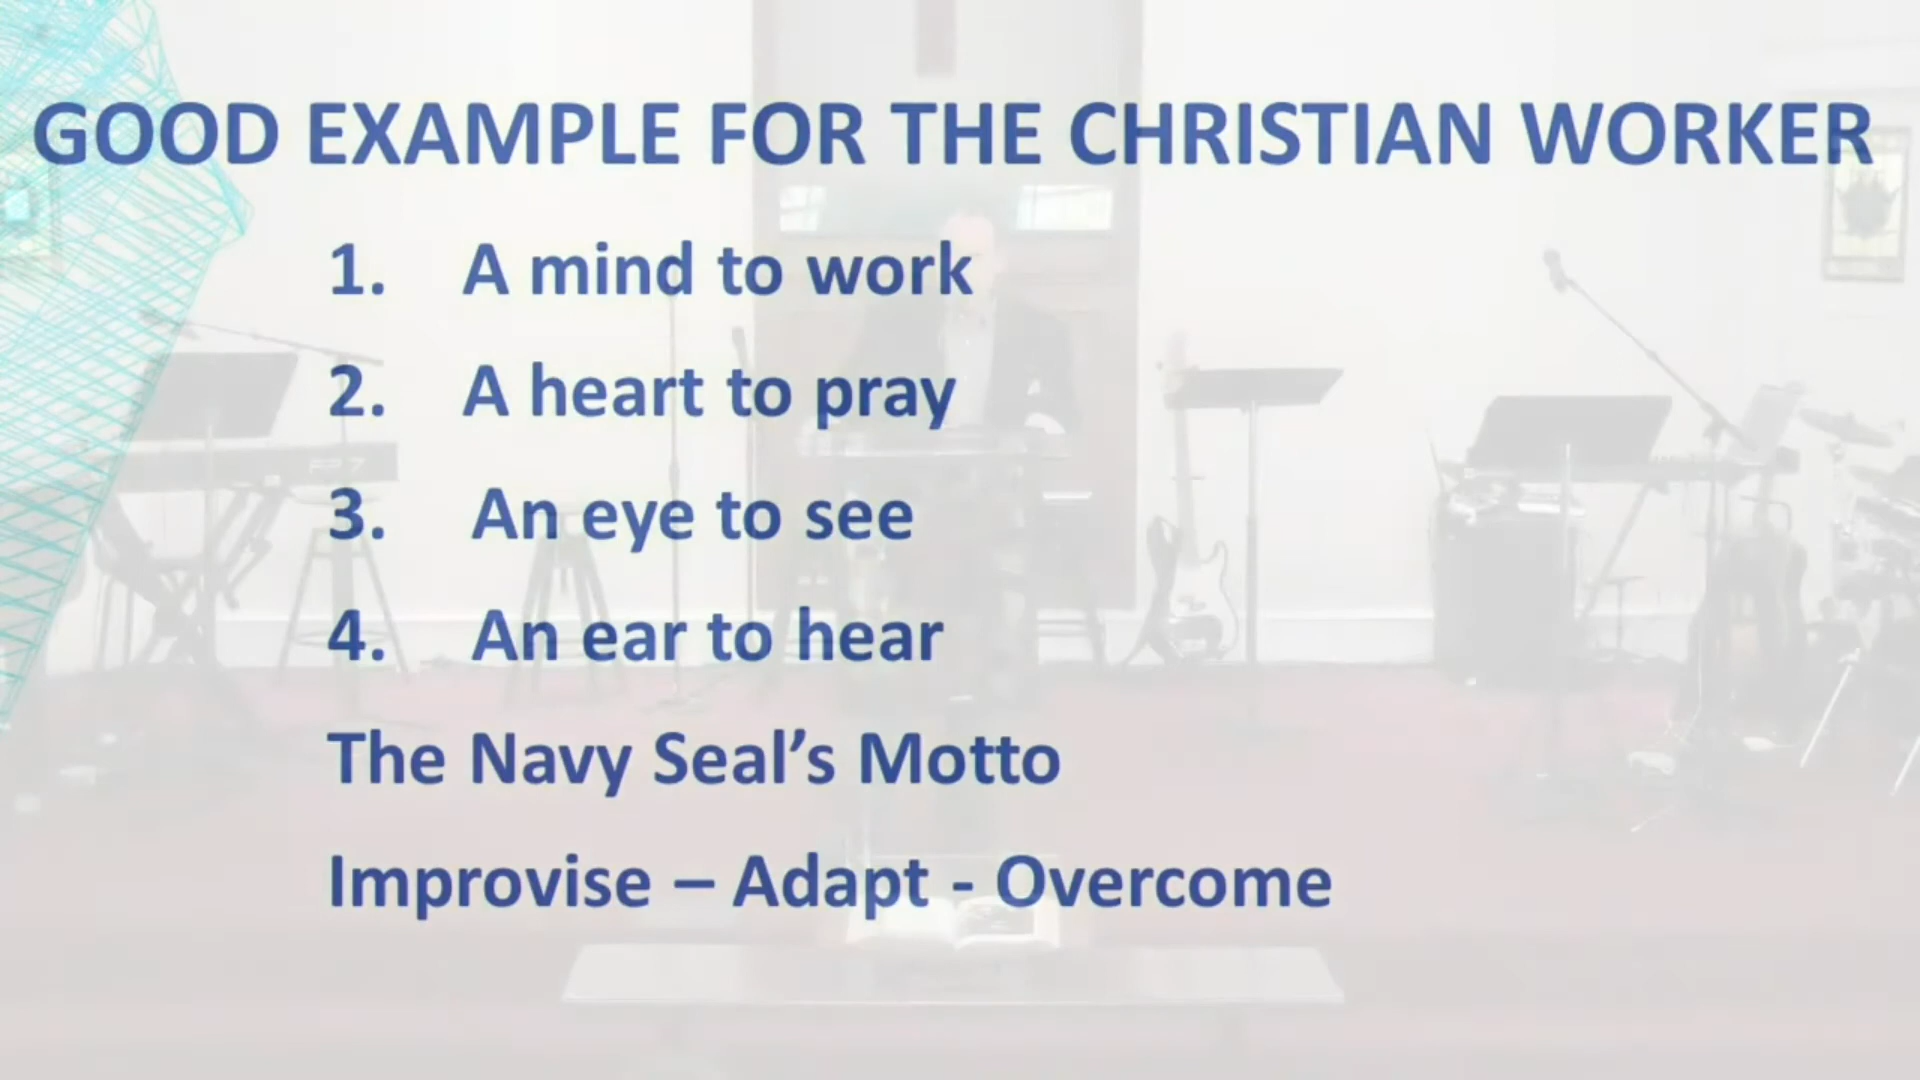 GOOD EXAMPLE FOR THE CHRISTIAN WORKER
1. A mind to work
2. A heart to pray
3. An eye to see
4. An ear to hear
The Navy Seal’s Motto
Improvise – Adapt - Overcome